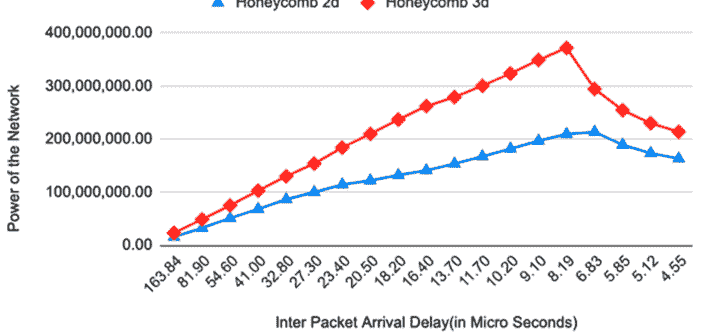 Honeycomb 2d Honeycomb 3d
400,000,000.00
300,000,000.00
200,000,000.00
100,000,000.00
0.00
Power of the Network
163.84 81.90 54.60 41.00 32.80 27.30 23.40 20.50 18.20 16.40 13.70 11.70 10.20 9.10 8.19 6.83 5.85 5.12 4.55
Inter Packet Arrival Delay(in Micro Seconds)